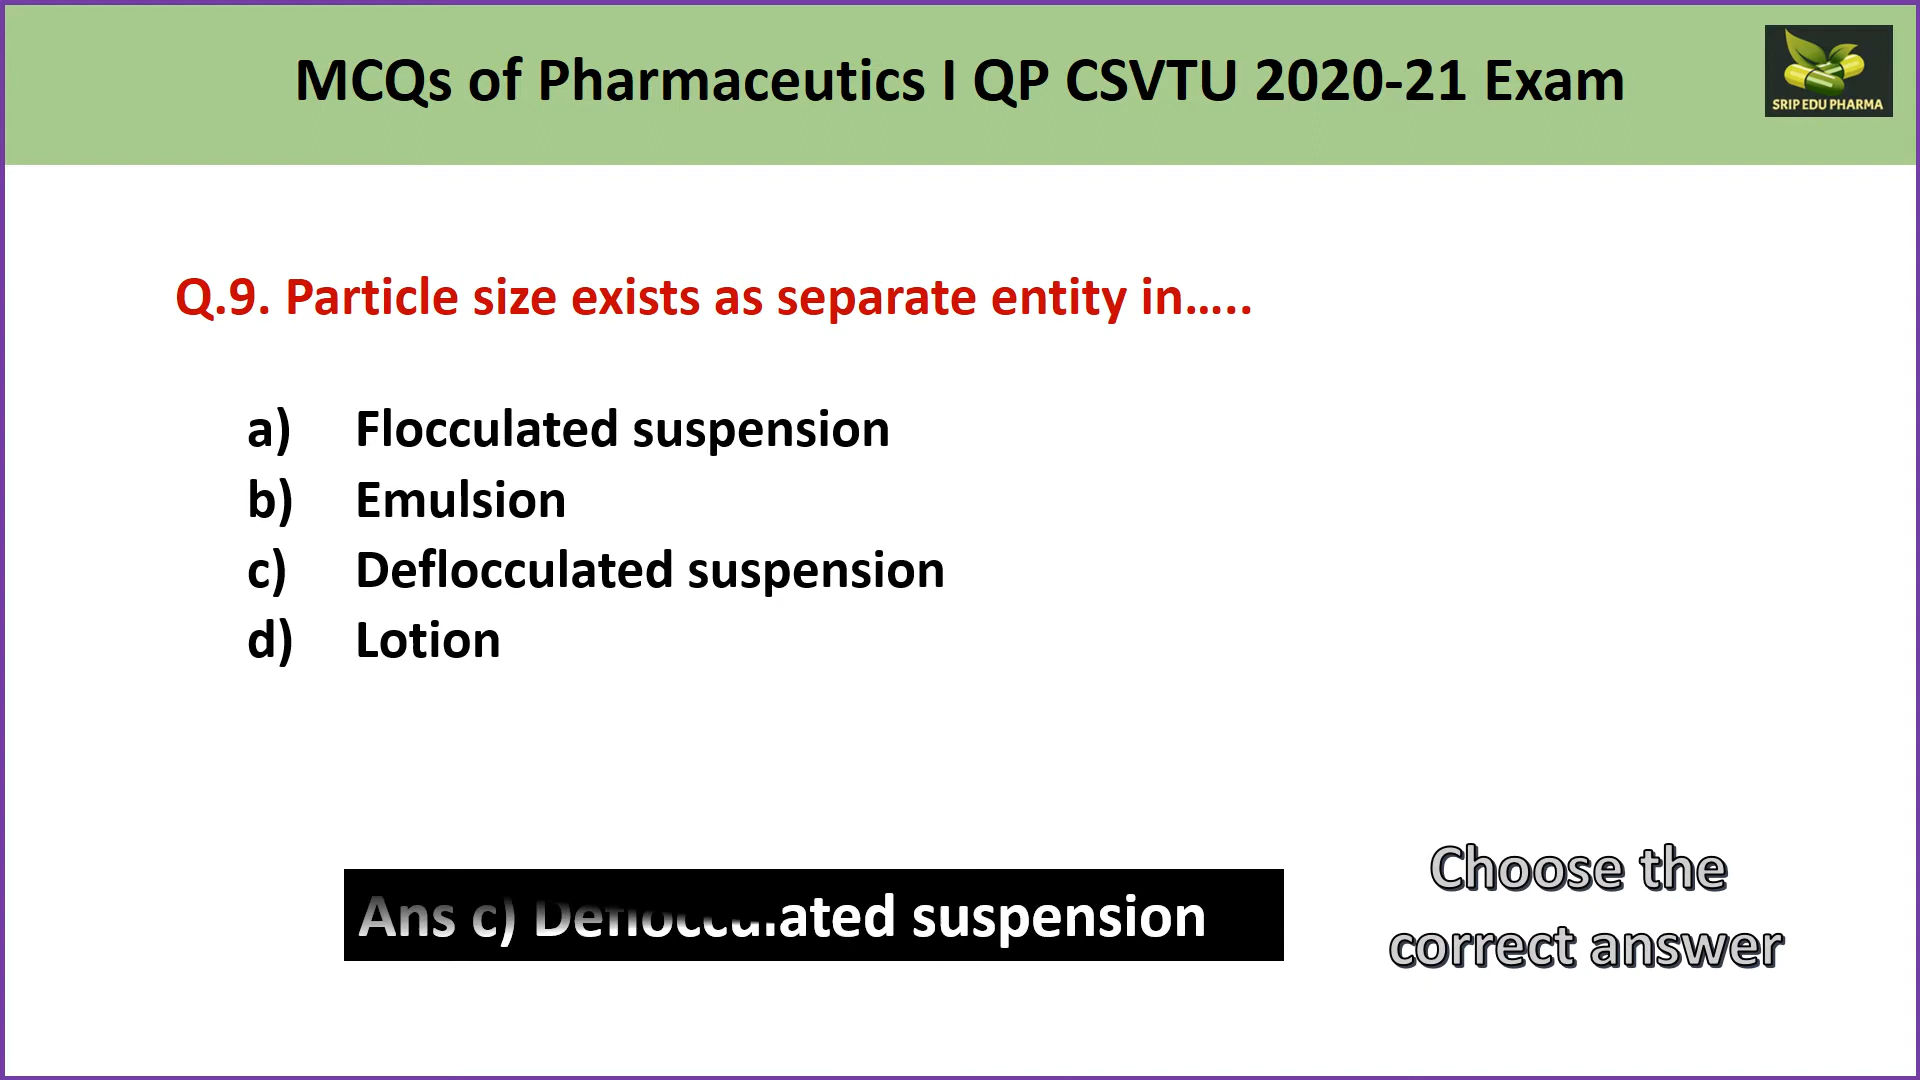 MCQs of Pharmaceutics I QP CSVTU 2020-21 Exam
SRIP EDU PHARMA
Q.9. Particle size exists as separate entity in.....
a) Flocculated suspension
b) Emulsion
c) Deflocculated suspension
d) Lotion
Ans c) Deflocculated suspension
Choose the
correct answer